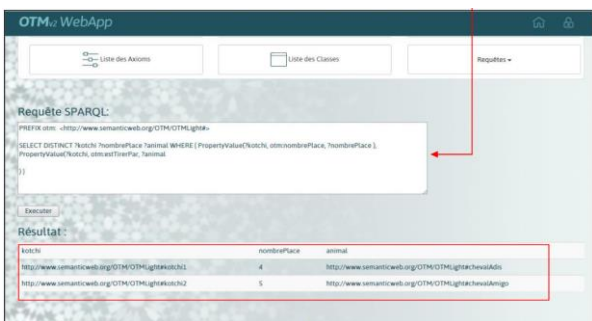 OTMv2 WebApp
Liste des Axioms
Liste des Classes
Requêtes
Requête SPARQL:
PREFIX otm: <http://www.semanticweb.org/OTM/OTMLight#>
SELECT DISTINCT ?kotchi ?nombrePlace ?animal WHERE { PropertyValue(?kotchi, otm:nombrePlace, ?nombrePlace ),
PropertyValue(?kotchi, otm:estTirerPar, ?animal
)}
Executer
Résultat :
kotchi nombrePlace animal
http://www.semanticweb.org/OTM/OTMLight#kotchi1 4 http://www.semanticweb.org/OTM/OTMLight#chevalAdis
http://www.semanticweb.org/OTM/OTMLight#kotchi2 5 http://www.semanticweb.org/OTM/OTMLight#chevalAmigo